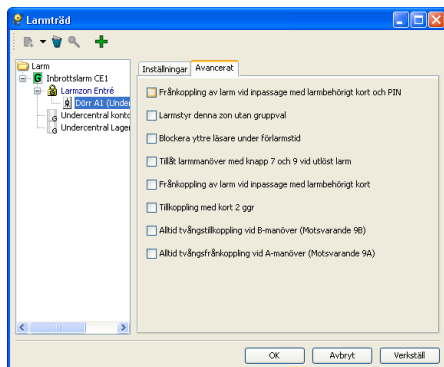 Larmträd
Larm
G Inbrottslarm CE1
Larmzon Entré
Dörr A1 (Under
Undercentral konto
Undercentral Lager
Inställningar Avancerat
Frånkoppling av larm vid inpassage med larmbehörigt kort och PIN
Larmstyr denna zon utan gruppval
Blockera yttre läsare under förlarmstid
Tillåt larmmanöver med knapp 7 och 9 vid utlöst larm
Frånkoppling av larm vid inpassage med larmbehörigt kort
Tillkoppling med kort 2 ggr
Alltid tvångstillkoppling vid B-manöver (Motsvarande 9B)
Alltid tvångsfrånkoppling vid A-manöver (Motsvarande 9A)
OK Avbryt Verkställ